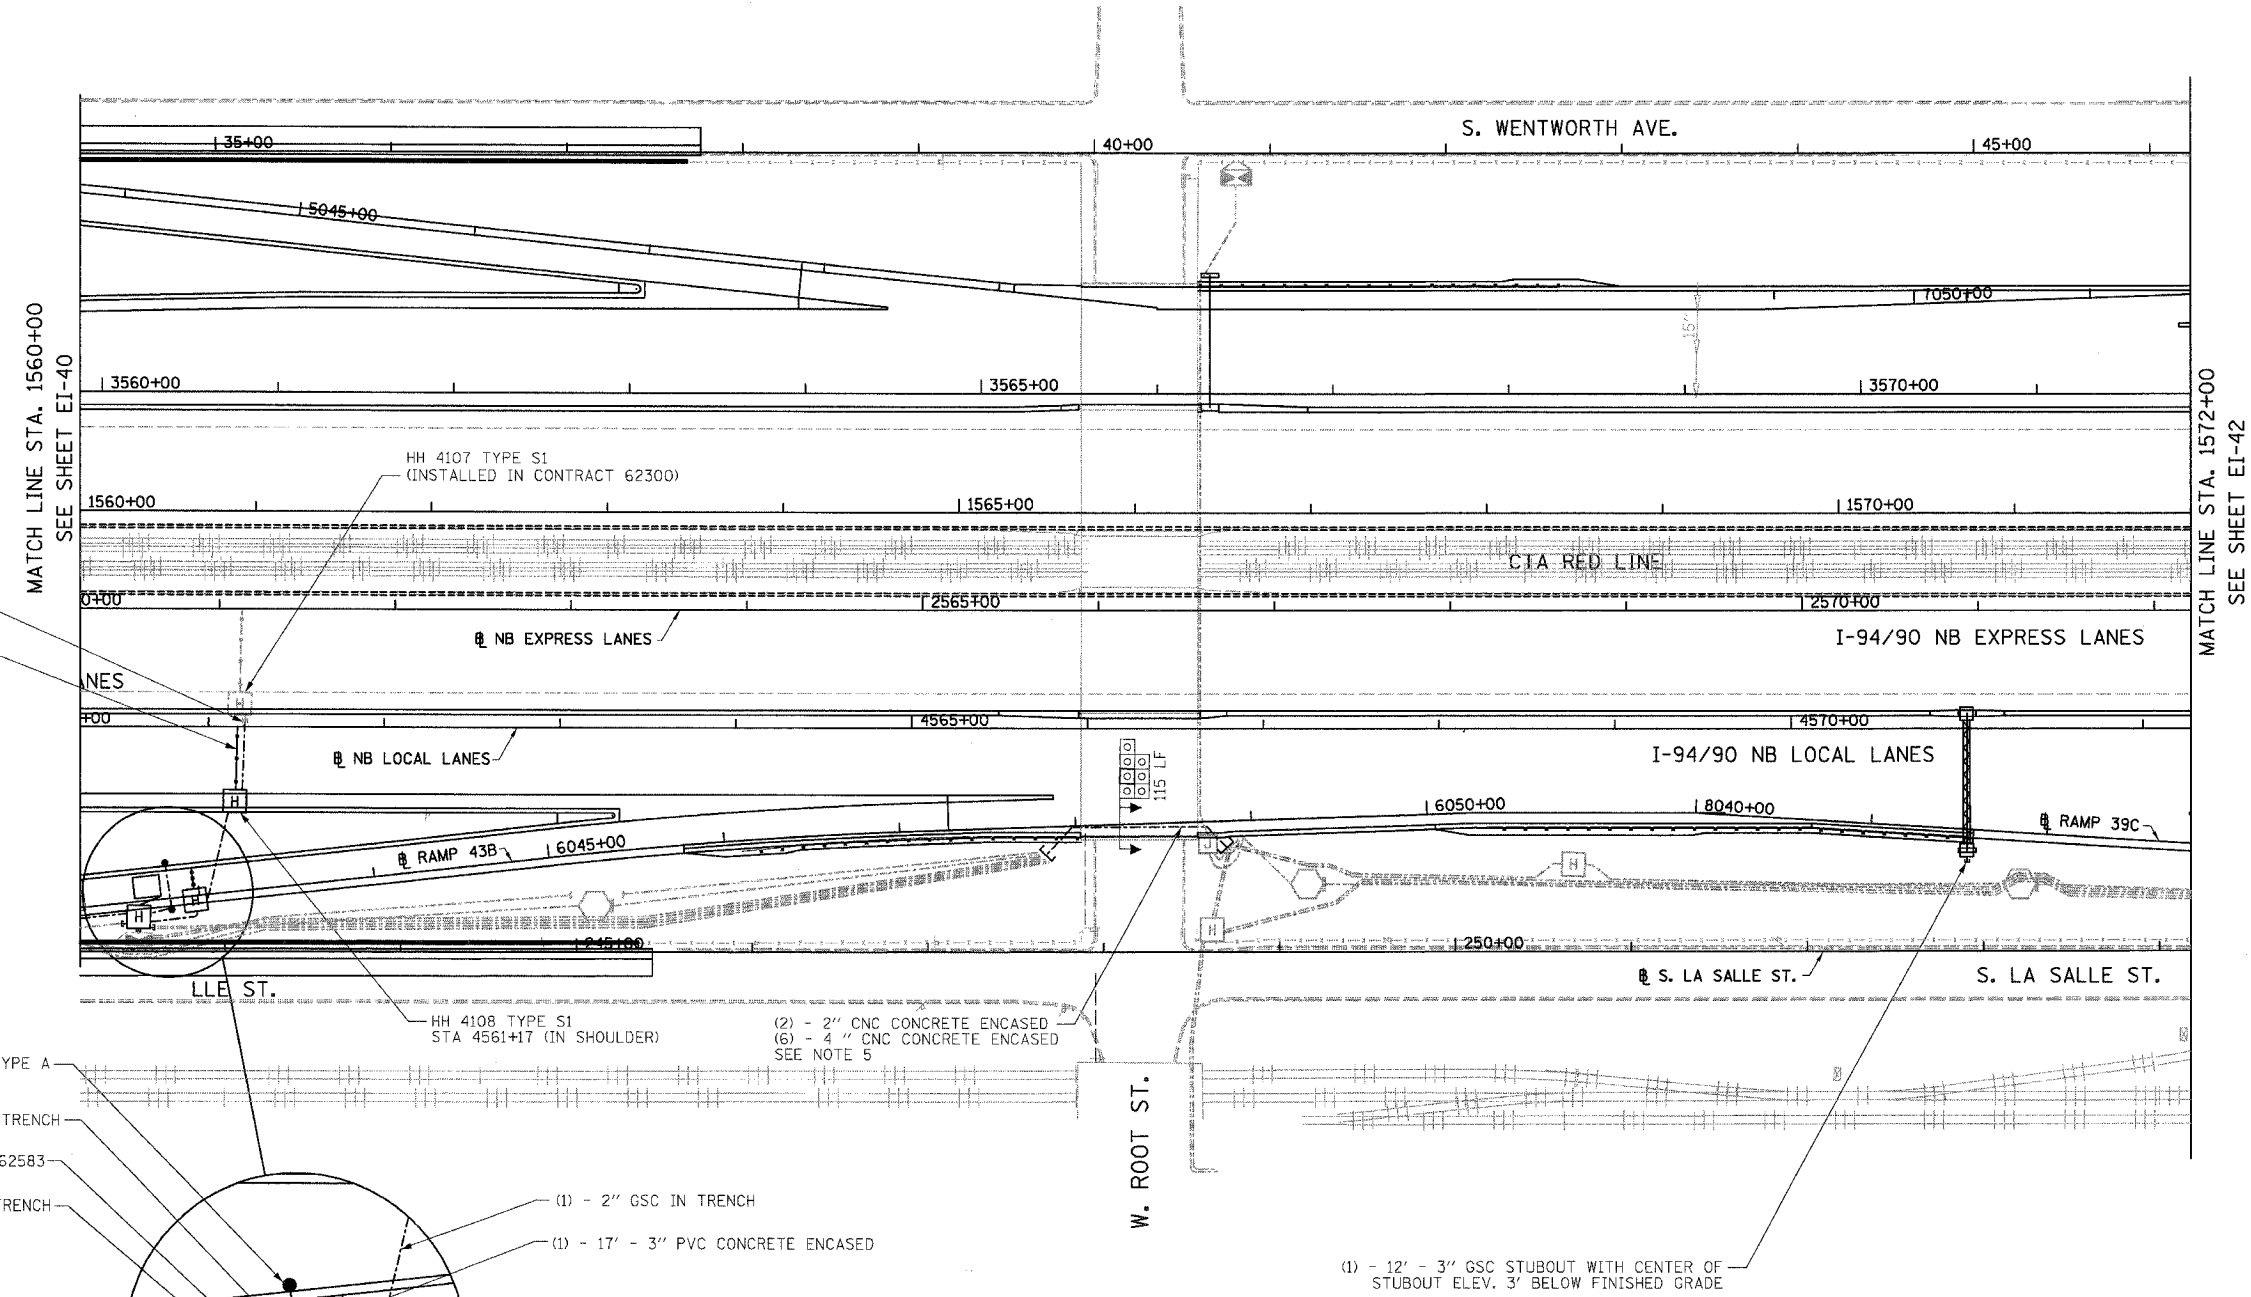 S. WENTWORTH AVE.
35+00
40+00
45+00
5045+00
7050+00
15"
MATCH LINE STA. 1560+00
SEE SHEET EI-40
3560+00
3565+00
3570+00
MATCH LINE STA. 1572+00
SEE SHEET EI-42
HH 4107 TYPE S1
(INSTALLED IN CONTRACT 62300)
1560+00
1565+00
1570+00
CTA RED LINE
0+00
2565+00
2570+00
℄ NB EXPRESS LANES
I-94/90 NB EXPRESS LANES
ANES
+00
4565+00
4570+00
℄ NB LOCAL LANES
I-94/90 NB LOCAL LANES
115 LF
H
6050+00
8040+00
℄ RAMP 39C
℄ RAMP 43B
6045+00
E
J
H
H
H
H
245+00
250+00
℄ S. LA SALLE ST.
S. LA SALLE ST.
LLE ST.
HH 4108 TYPE S1
STA 4561+17 (IN SHOULDER)
(2) - 2" CNC CONCRETE ENCASED
(6) - 4 " CNC CONCRETE ENCASED
SEE NOTE 5
YPE A
TRENCH
62583
TRENCH
W. ROOT ST.
(1) - 2" GSC IN TRENCH
(1) - 17' - 3" PVC CONCRETE ENCASED
(1) - 12' - 3" GSC STUBOUT WITH CENTER OF
STUBOUT ELEV. 3' BELOW FINISHED GRADE